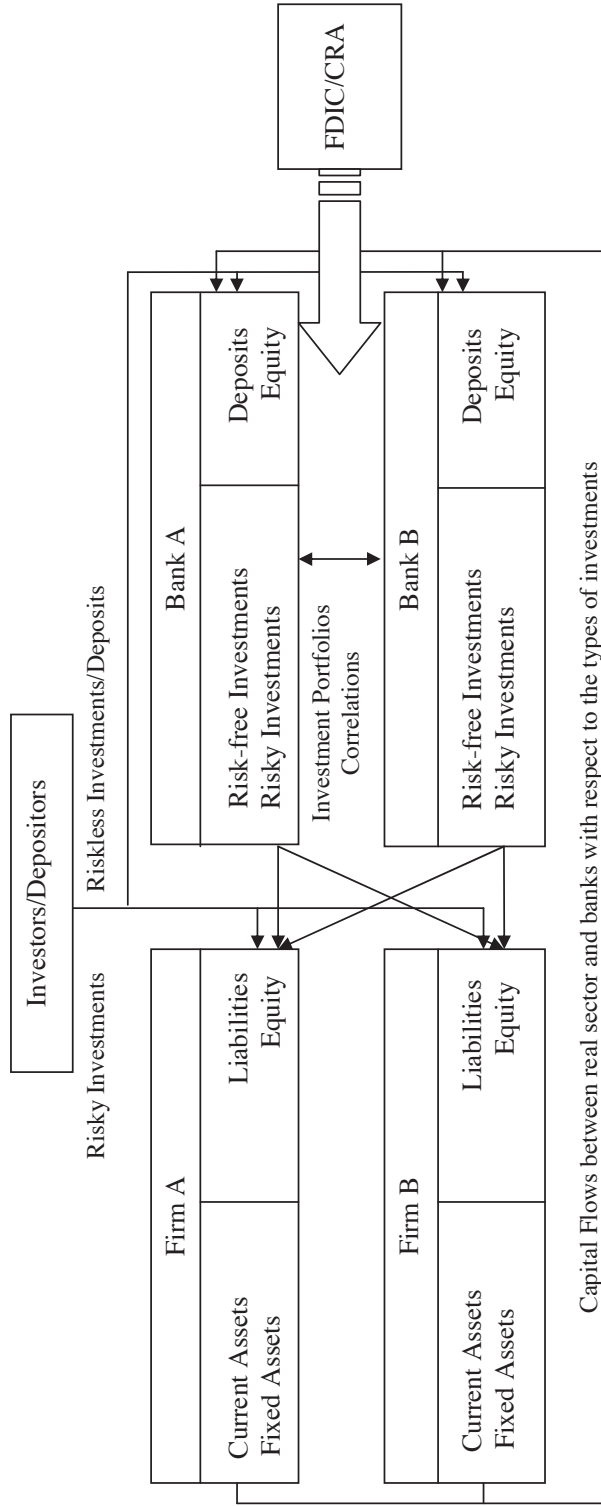 Investors/Depositors
Risky Investments
Riskless Investments/Deposits
Firm A
Current Assets
Fixed Assets
Liabilities
Equity
Bank A
Risk-free Investments
Risky Investments
Deposits
Equity
Investment Portfolios
Correlations
FDIC/CRA
Firm B
Current Assets
Fixed Assets
Liabilities
Equity
Bank B
Risk-free Investments
Risky Investments
Deposits
Equity
Capital Flows between real sector and banks with respect to the types of investments